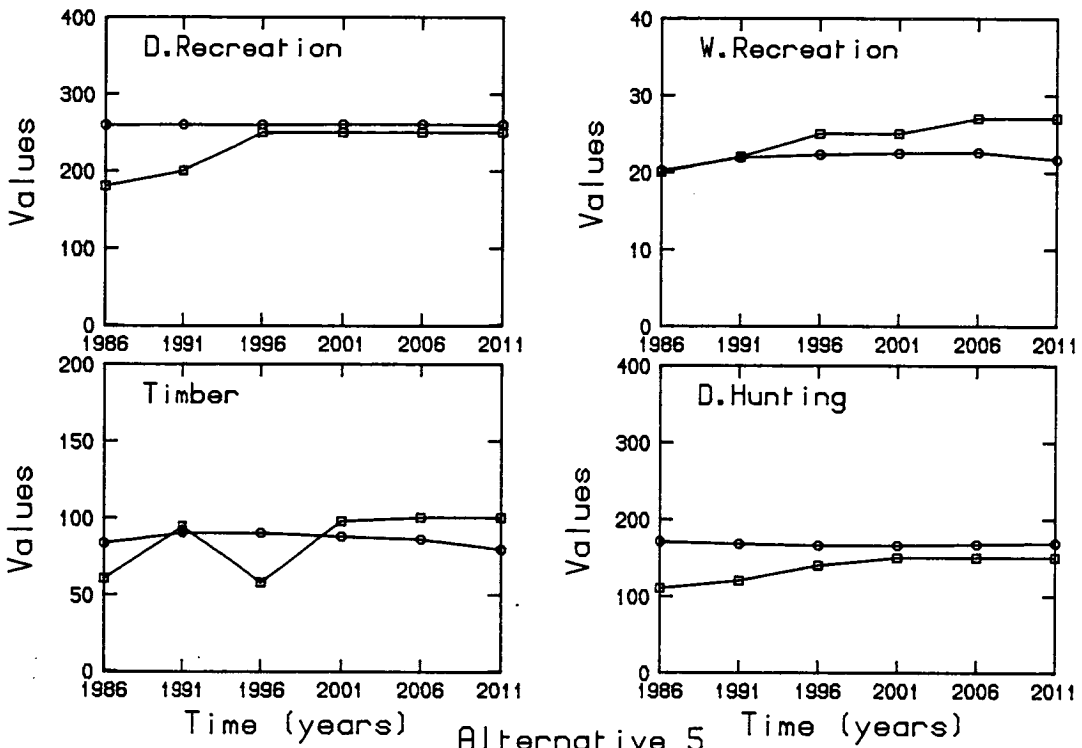 400
300
200
100
0
Values
D.Recreation
1986 1991 1996 2001 2006 2011
40
30
20
10
0
Values
W.Recreation
1986 1991 1996 2001 2006 2011
200
150
100
50
0
Values
Timber
1986 1991 1996 2001 2006 2011
Time (years)
400
300
200
100
0
Values
D.Hunting
1986 1991 1996 2001 2006 2011
Time (years)
Alternative 5